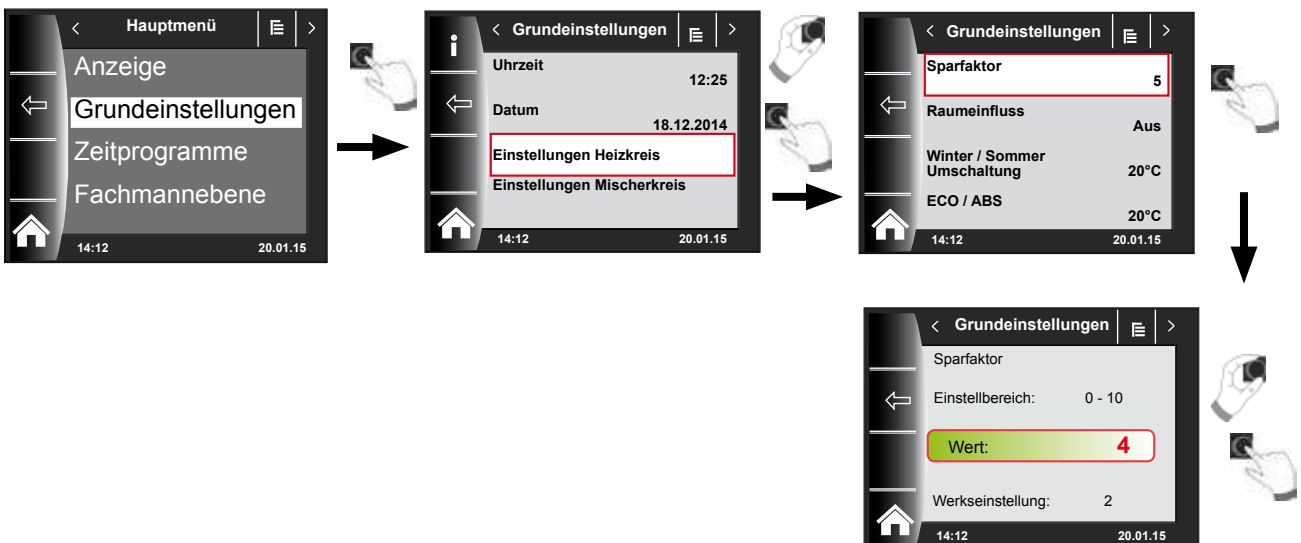 Hauptmenü
Anzeige
Grundeinstellungen
Zeitprogramme
Fachmannebene
14:12 20.01.15
Grundeinstellungen
Uhrzeit
12:25
Datum
18.12.2014
Einstellungen Heizkreis
Einstellungen Mischerkreis
14:12 20.01.15
Grundeinstellungen
Sparfaktor
5
Raumeinfluss
Aus
Winter / Sommer
Umschaltung 20°C
ECO / ABS
20°C
14:12 20.01.15
Grundeinstellungen
Sparfaktor
Einstellbereich: 0 - 10
Wert: 4
Werkseinstellung: 2
14:12 20.01.15